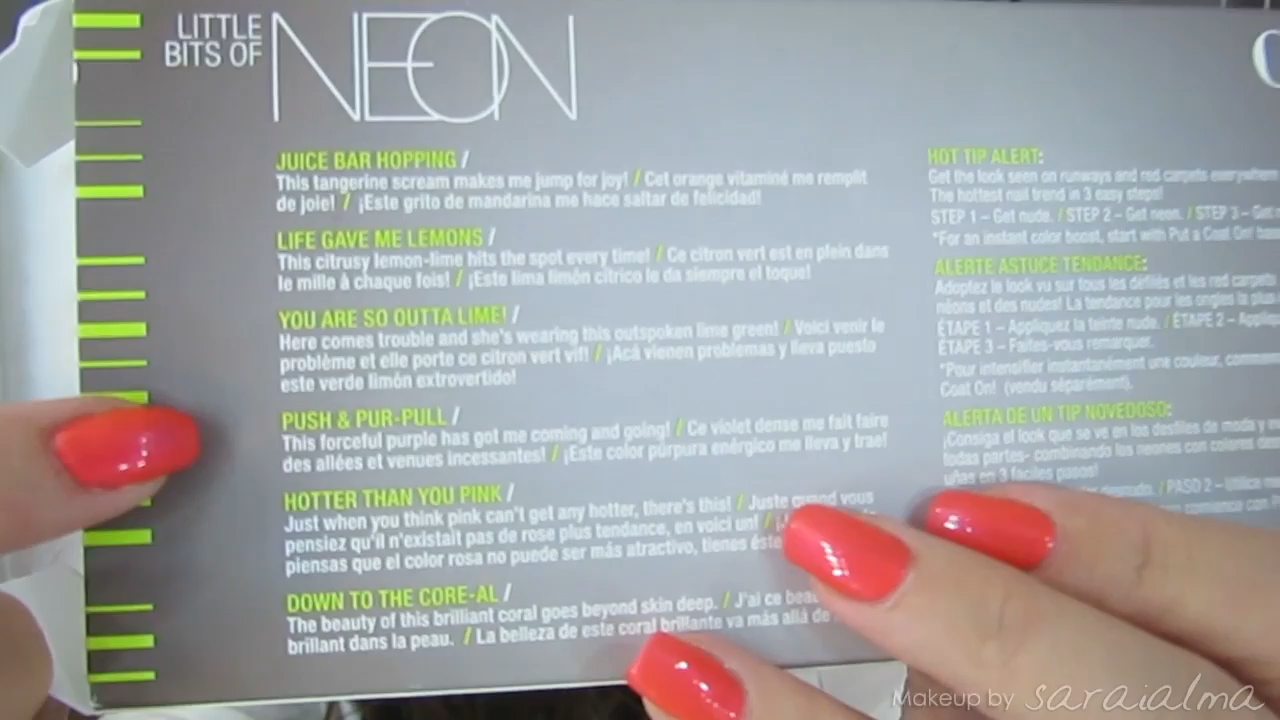 LITTLE
BITS OF
NEON
JUICE BAR HOPPING /
This tangerine scream makes me jump for joy! / Cet orange vitaminé me remplit
de joie! / ¡Este grito de mandarina me hace saltar de felicidad!
LIFE GAVE ME LEMONS /
This citrusy lemon-lime hits the spot every time! / Ce citron vert est en plein dans
le mille à chaque fois! / ¡Este lima limón cítrico le da siempre el toque!
YOU ARE SO OUTTA LIME! /
Here comes trouble and she's wearing this outspoken lime green! / Voici venir le
problème et elle porte ce citron vert vif! / ¡Acá vienen problemas y lleva puesto
este verde limón extrovertido!
PUSH & PUR-PULL /
This forceful purple has got me coming and going! / Ce violet dense me fait faire
des allées et venues incessantes! / ¡Este color púrpura enérgico me lleva y trae!
HOTTER THAN YOU PINK /
Just when you think pink can't get any hotter, there's this! / Juste quand vous
pensiez qu'il n'existait pas de rose plus tendance, en voici un! /
piensas que el color rosa no puede ser más atractivo, tienes éste
DOWN TO THE CORE-AL /
The beauty of this brilliant coral goes beyond skin deep. / J'ai ce
brillant dans la peau. / La belleza de este coral brillante va más allá de
HOT TIP ALERT:
Get the look seen on runways and red carpets everywhere
The hottest nail trend in 3 easy steps!
STEP 1 – Get nude. / STEP 2 – Get neon. / STEP 3 – Get
*For an instant color boost, start with Put a Coat On!
ALERTE ASTUCE TENDANCE:
Adoptez le look vu sur tous les défilés et les red carpets
néons et des nudes! La tendance pour les ongles la plus
ÉTAPE 1 – Appliquez la teinte nude. / ÉTAPE 2 –
ÉTAPE 3 – Faites-vous remarquer.
*Pour intensifier instantanément une couleur,
Coat On! (vendu séparément).
ALERTA DE UN TIP NOVEDOSO:
¡Consiga el look que se ve en los desfiles de moda y
todas partes- combinando los neones con colores
uñas en 3 faciles pasos!
/ PASO 2 – Utilice
Makeup by saraialma